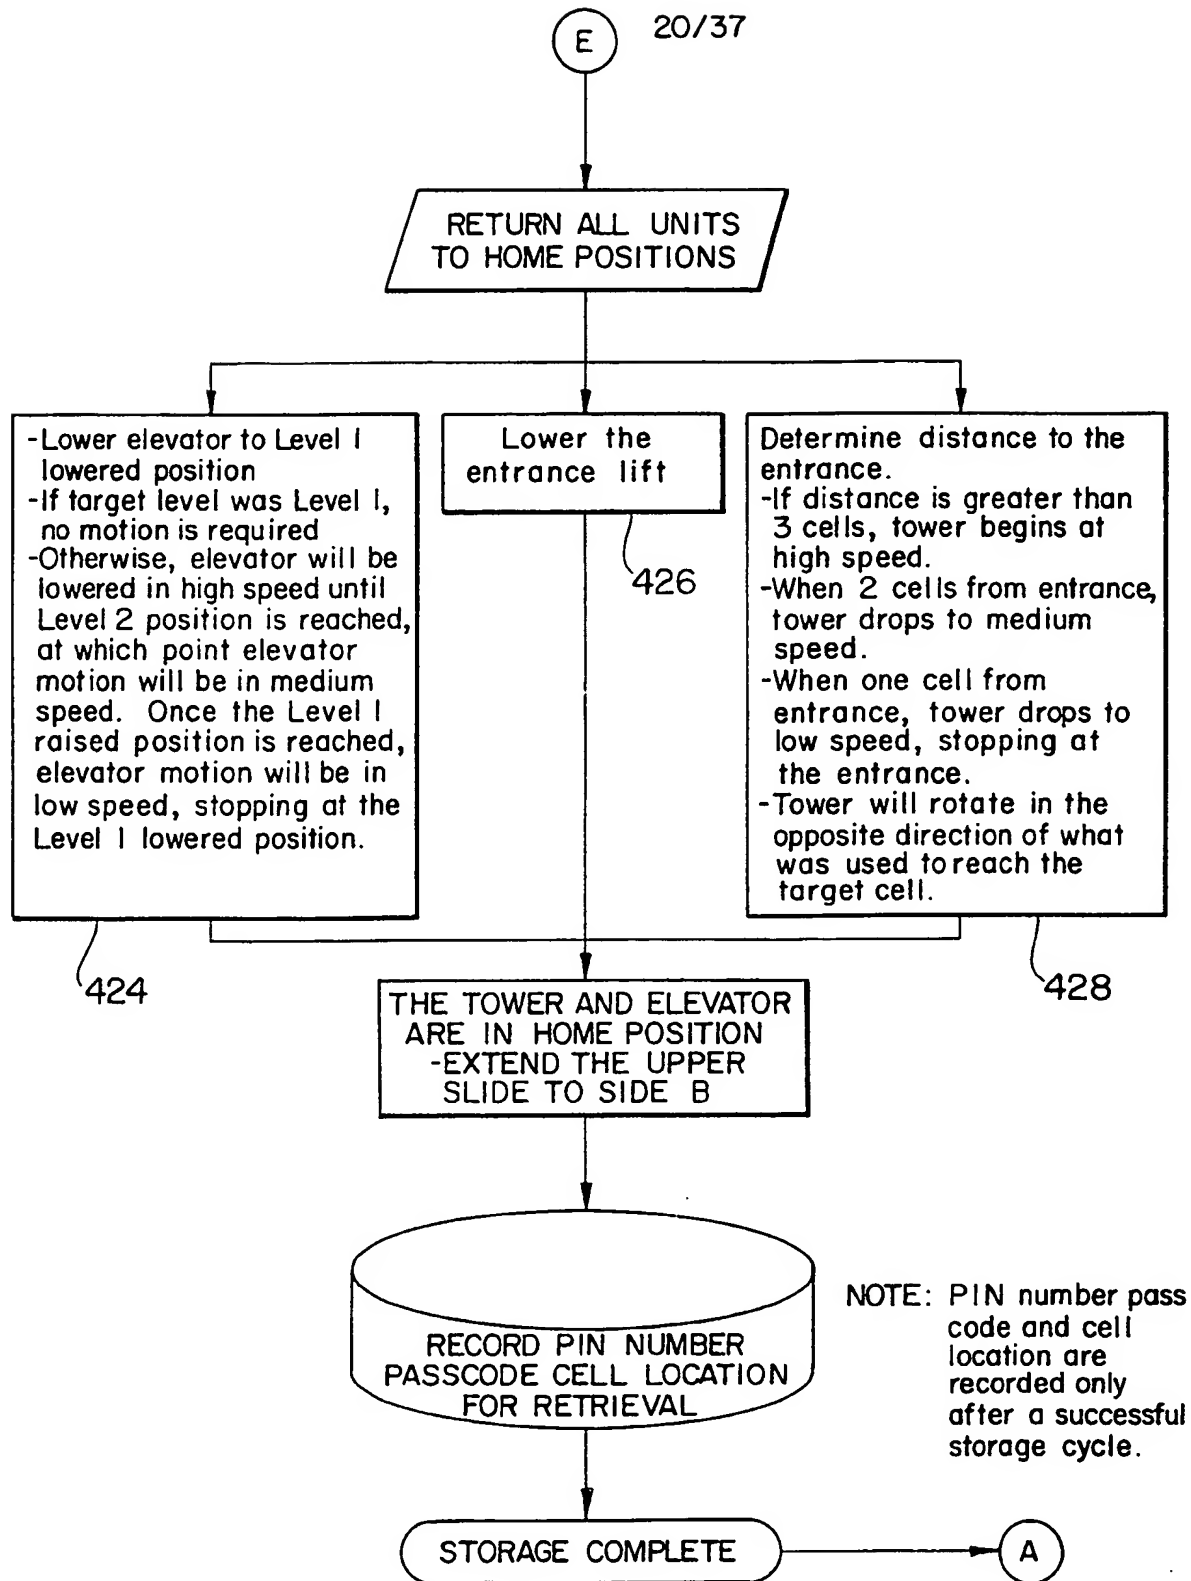 E
20/37
RETURN ALL UNITS
TO HOME POSITIONS
-Lower elevator to Level 1
lowered position
-If target level was Level 1,
no motion is required
-Otherwise, elevator will be
lowered in high speed until
Level 2 position is reached,
at which point elevator
motion will be in medium
speed. Once the Level 1
raised position is reached,
elevator motion will be in
low speed, stopping at the
Level 1 lowered position.
424
Lower the
entrance lift
426
Determine distance to the
entrance.
-If distance is greater than
3 cells, tower begins at
high speed.
-When 2 cells from entrance,
tower drops to medium
speed.
-When one cell from
entrance, tower drops to
low speed, stopping at
the entrance.
-Tower will rotate in the
opposite direction of what
was used to reach the
target cell.
428
THE TOWER AND ELEVATOR
ARE IN HOME POSITION
-EXTEND THE UPPER
SLIDE TO SIDE B
RECORD PIN NUMBER
PASSCODE CELL LOCATION
FOR RETRIEVAL
NOTE: PIN number pass
code and cell
location are
recorded only
after a successful
storage cycle.
STORAGE COMPLETE
A